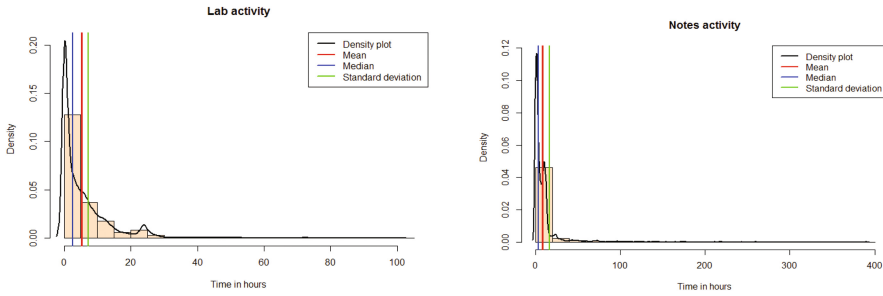 Lab activity
Density plot
Mean
Median
Standard deviation
Density
0.00
0.05
0.10
0.15
0.20
0 20 40 60 80 100
Time in hours
Notes activity
Density plot
Mean
Median
Standard deviation
Density
0.00
0.02
0.04
0.06
0.08
0.10
0.12
0 100 200 300 400
Time in hours